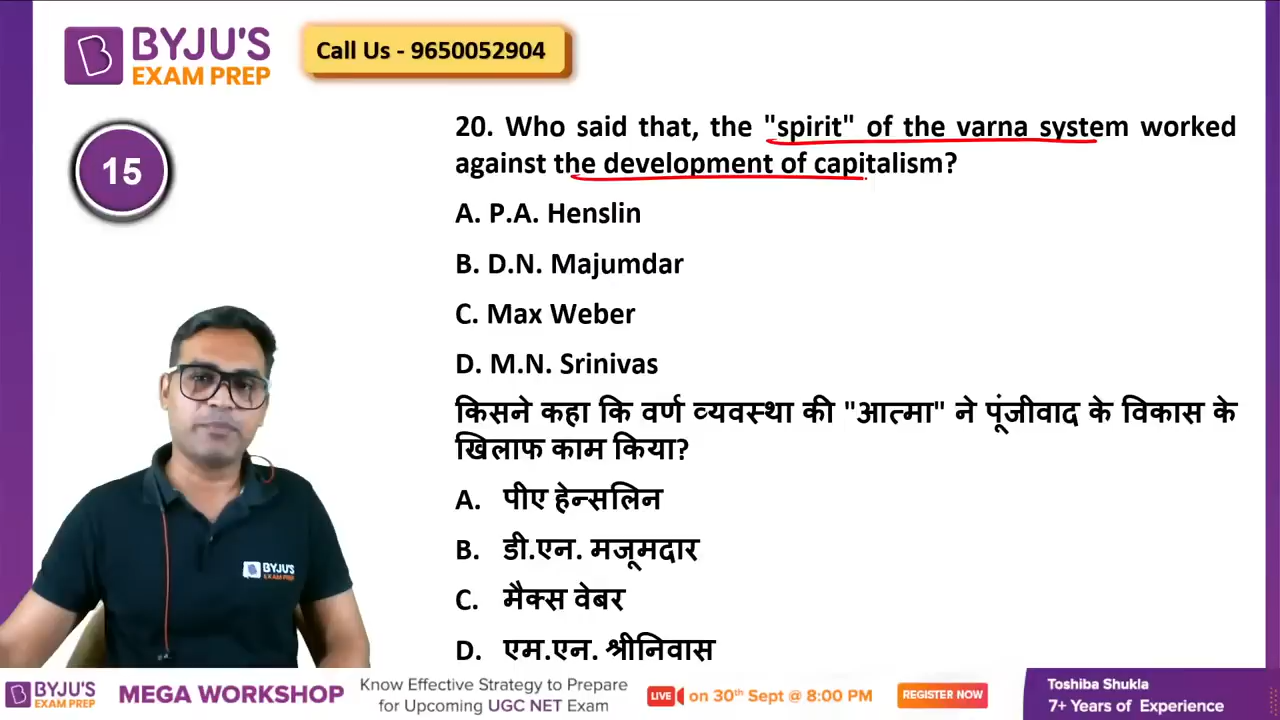 BYJU'S
EXAM PREP
Call Us - 9650052904
15
20. Who said that, the "spirit" of the varna system worked
against the development of capitalism?
A. P.A. Henslin
B. D.N. Majumdar
C. Max Weber
D. M.N. Srinivas
किसने कहा कि वर्ण व्यवस्था की "आत्मा" ने पूंजीवाद के विकास के
खिलाफ काम किया?
A. पीए हेन्सलिन
B. डी.एन. मजूमदार
C. मैक्स वेबर
D. एम.एन. श्रीनिवास
BYJU'S
EXAM PREP
BYJU'S
EXAM PREP
MEGA WORKSHOP
Know Effective Strategy to Prepare
for Upcoming UGC NET Exam
LIVE
on 30th Sept @ 8:00 PM
REGISTER NOW
Toshiba Shukla
7+ Years of Experience